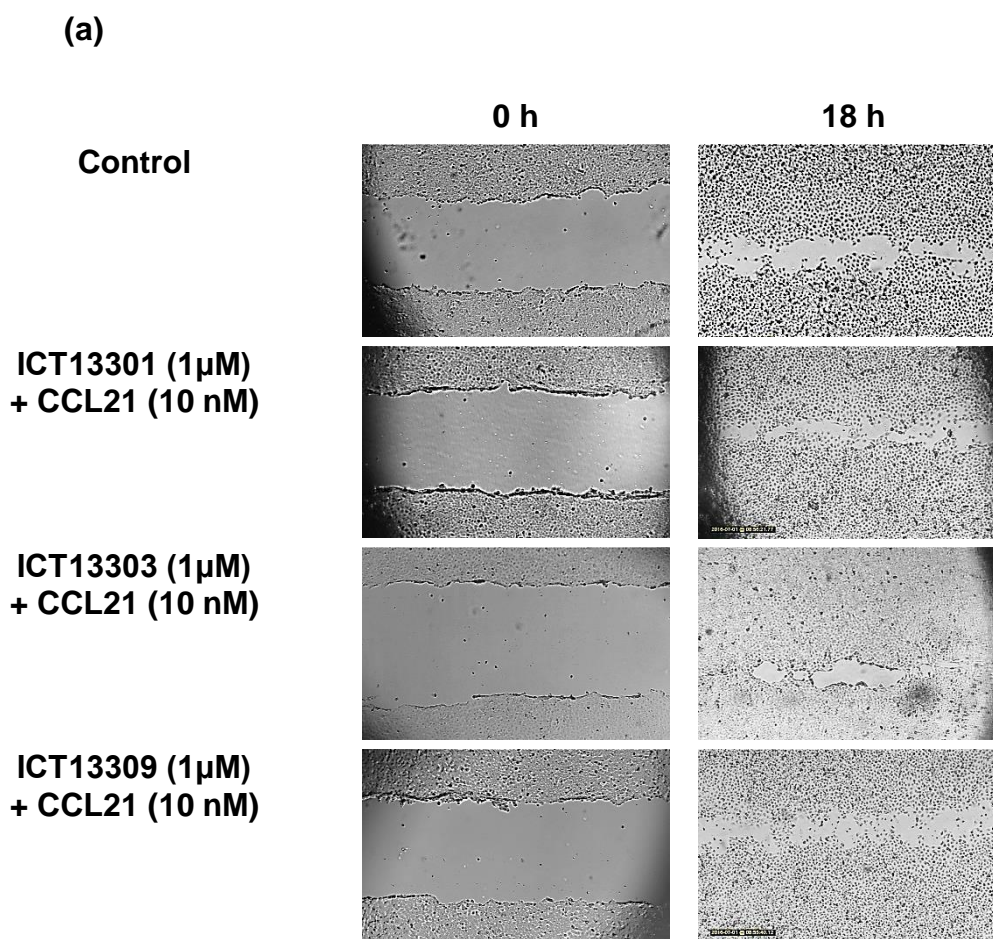 (a)
0 h
18 h
Control
ICT13301 (1µM)
+ CCL21 (10 nM)
ICT13303 (1µM)
+ CCL21 (10 nM)
ICT13309 (1µM)
+ CCL21 (10 nM)